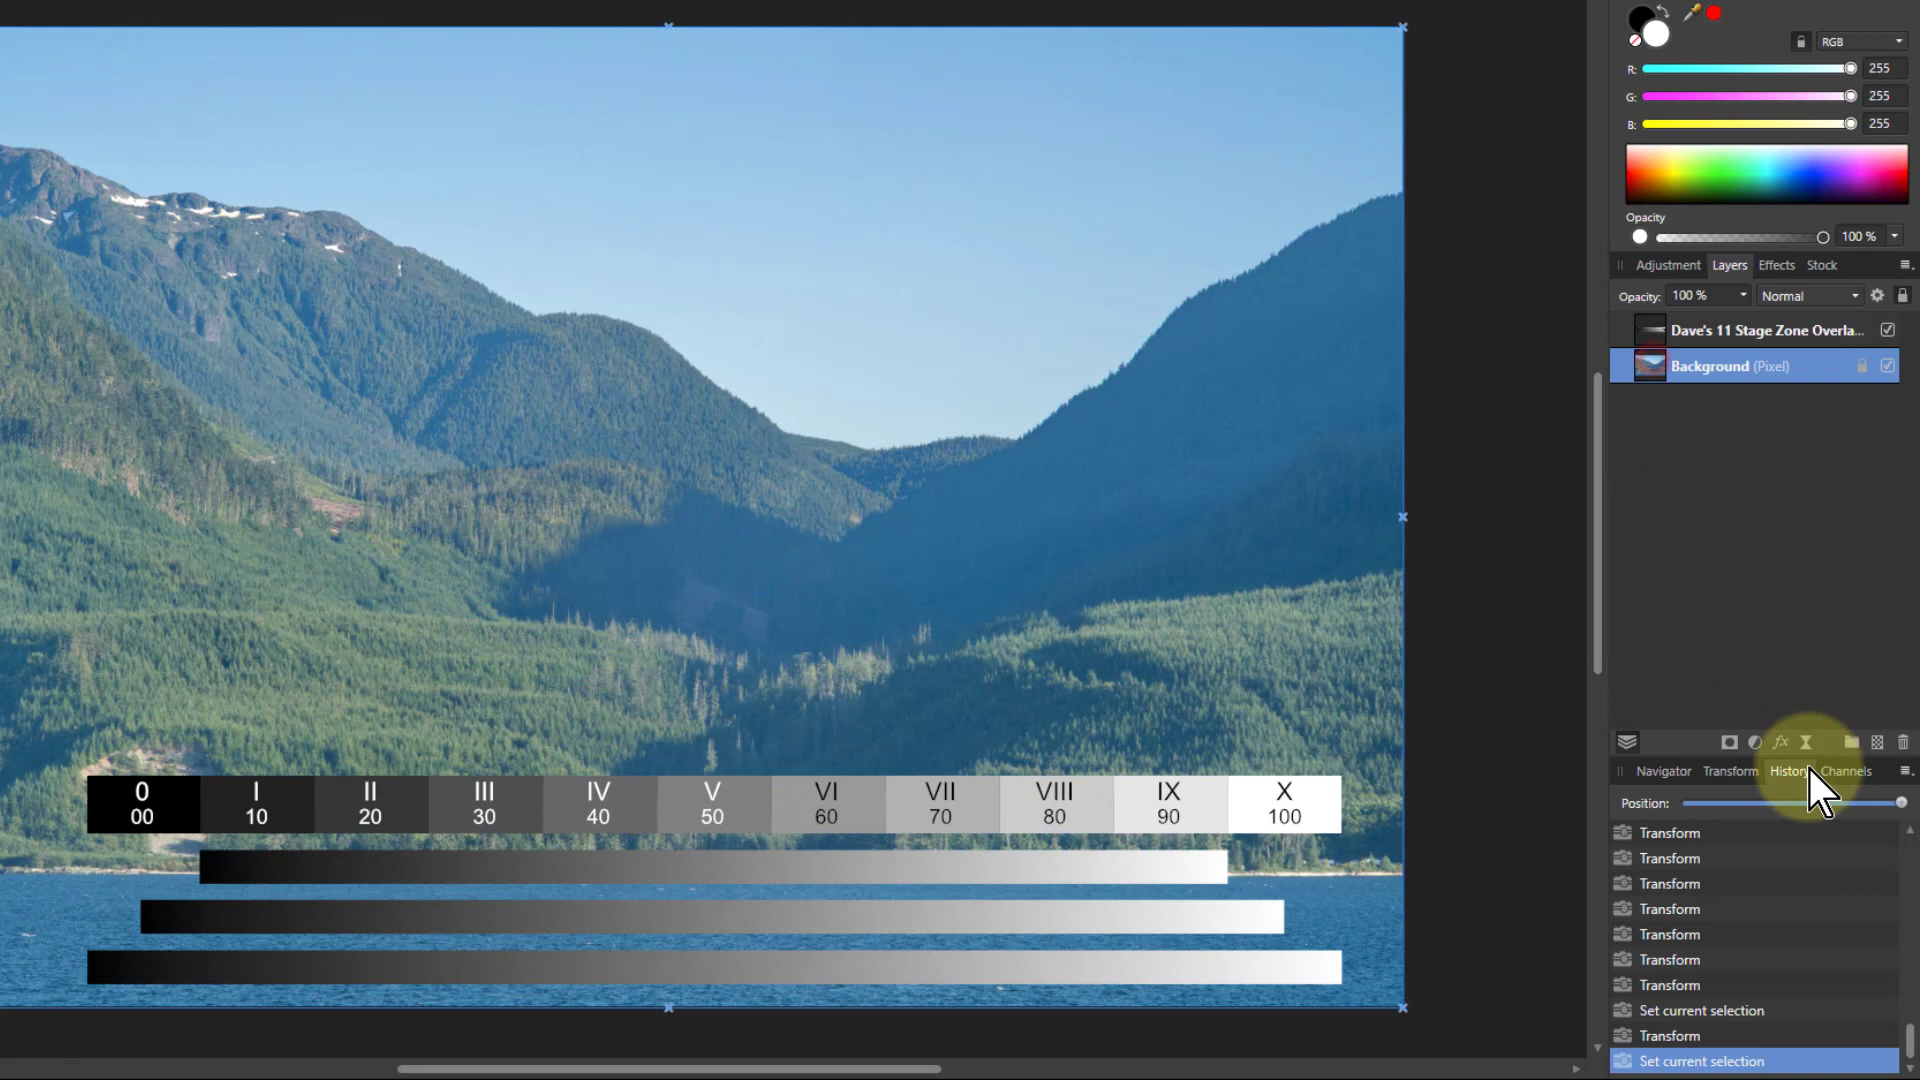 RGB
R: 255
G: 255
B: 255
Opacity
100 %
Adjustment Layers Effects Stock
Opacity: 100 % Normal
Dave's 11 Stage Zone Overla...
Background (Pixel)
fx
Navigator Transform History Channels
Position:
Transform
Transform
Transform
Transform
Transform
Transform
Transform
Set current selection
Transform
Set current selection
0 I II III IV V VI VII VIII IX X
00 10 20 30 40 50 60 70 80 90 100